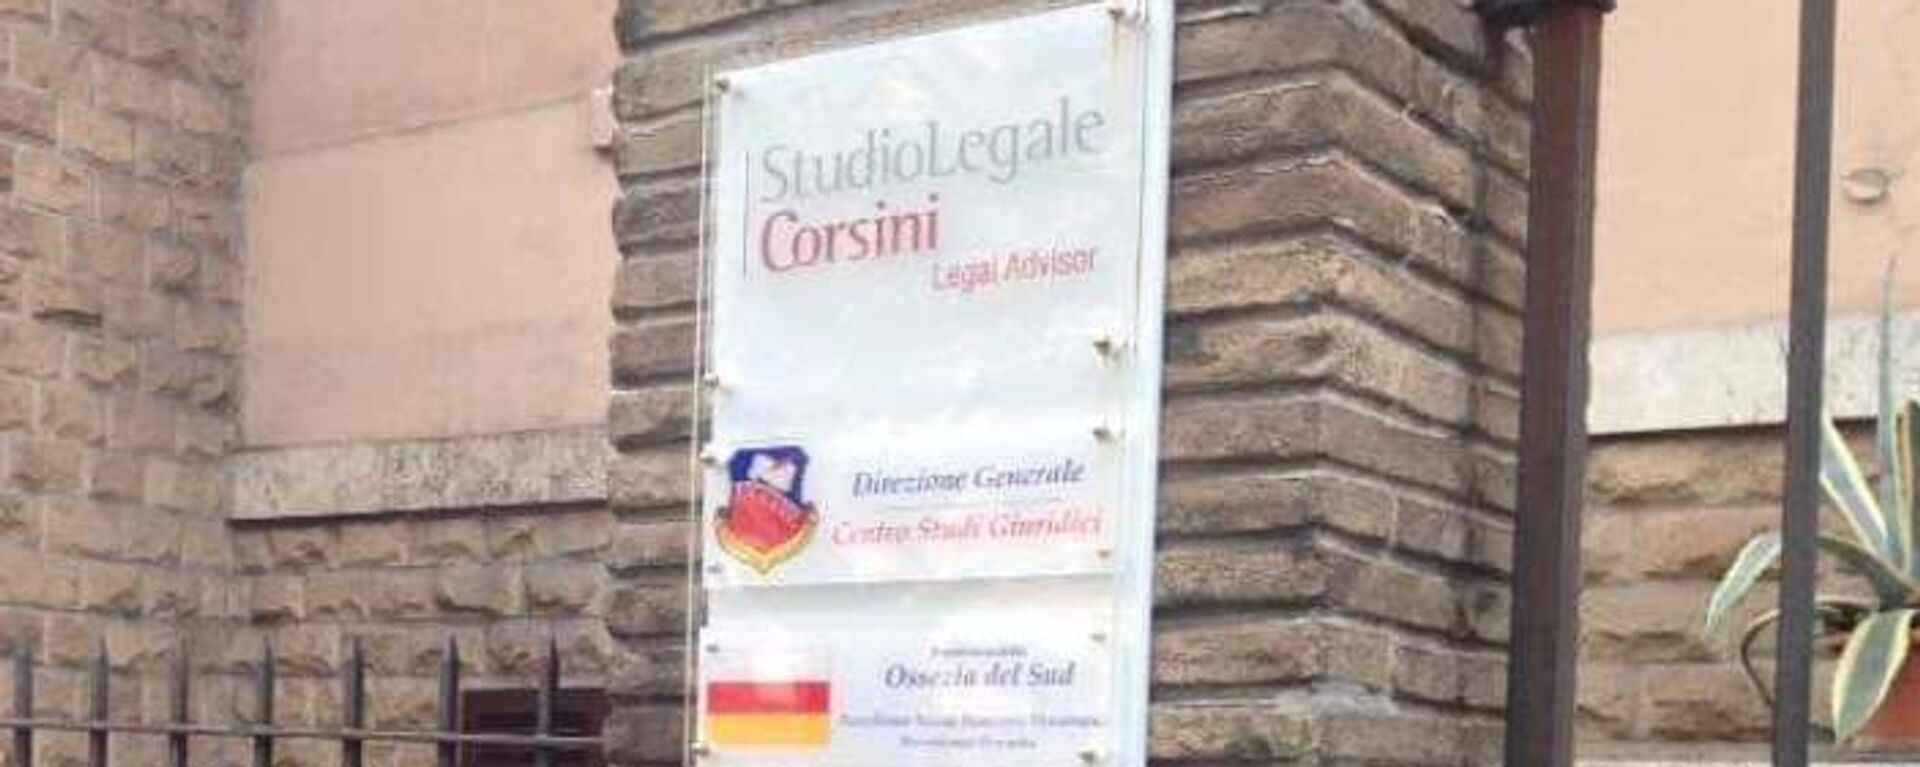 StudioLegale
Corsini
Legal Advisor
Direzione Generale
Centro Studi Giuridici
Ossezia del Sud